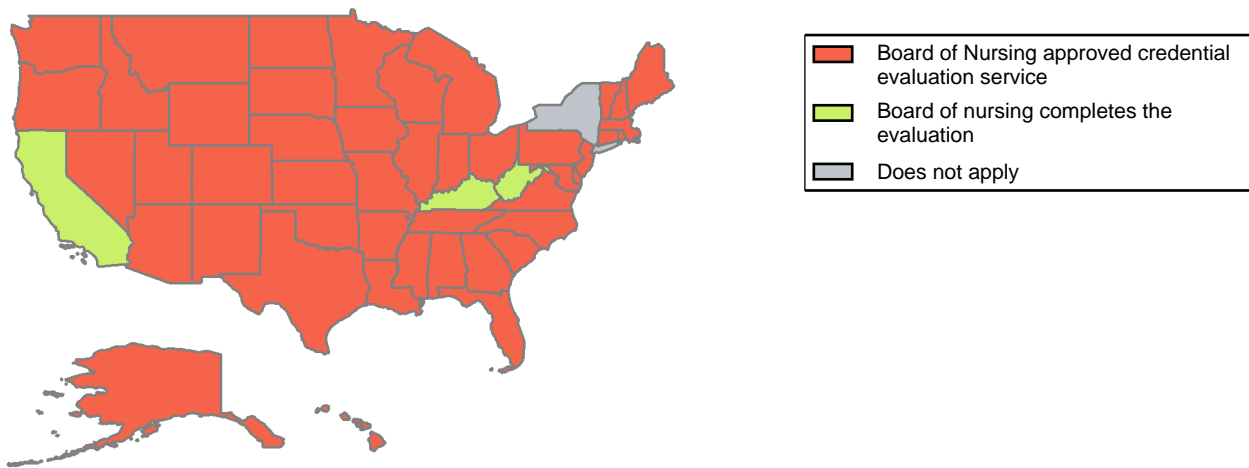 Board of Nursing approved credential
evaluation service
Board of nursing completes the
evaluation
Does not apply